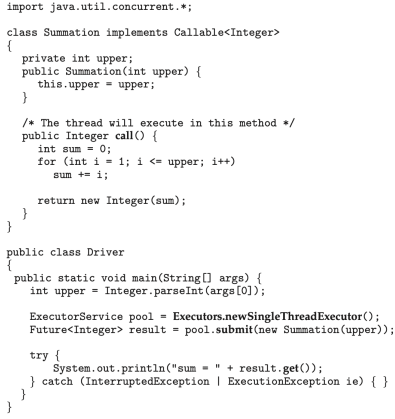 import java.util.concurrent.*;
class Summation implements Callable<Integer>
{
private int upper;
public Summation(int upper) {
this.upper = upper;
}
/* The thread will execute in this method */
public Integer call() {
int sum = 0;
for (int i = 1; i <= upper; i++)
sum += i;
return new Integer(sum);
}
}
public class Driver
{
public static void main(String[] args) {
int upper = Integer.parseInt(args[0]);
ExecutorService pool = Executors.newSingleThreadExecutor();
Future<Integer> result = pool.submit(new Summation(upper));
try {
System.out.println("sum = " + result.get());
} catch (InterruptedException | ExecutionException ie) { }
}
}